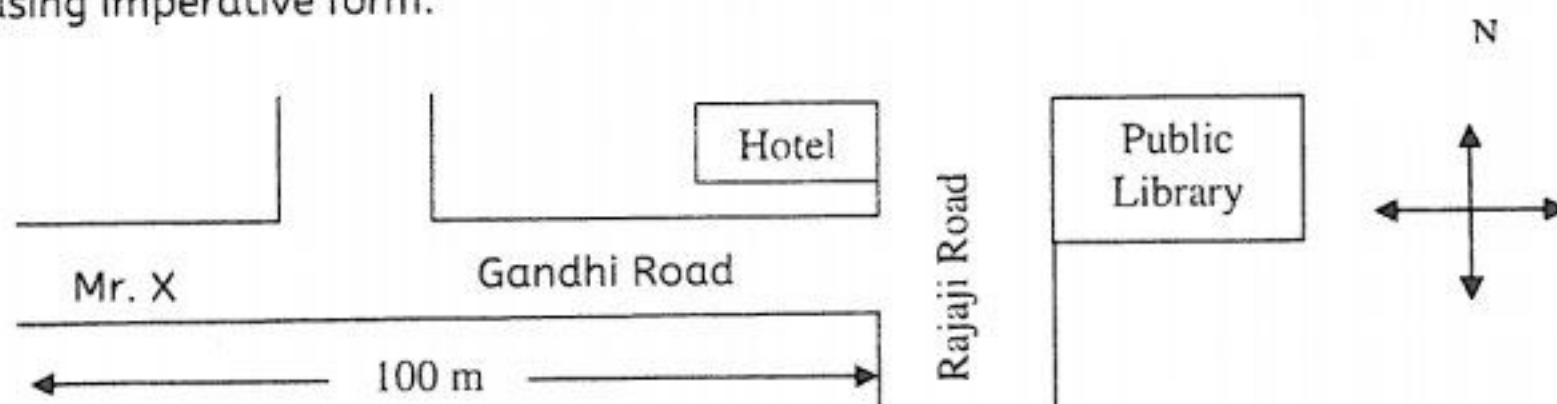 using imperative form.
N
Hotel
Public
Library
Rajaji Road
Mr. X
Gandhi Road
100 m